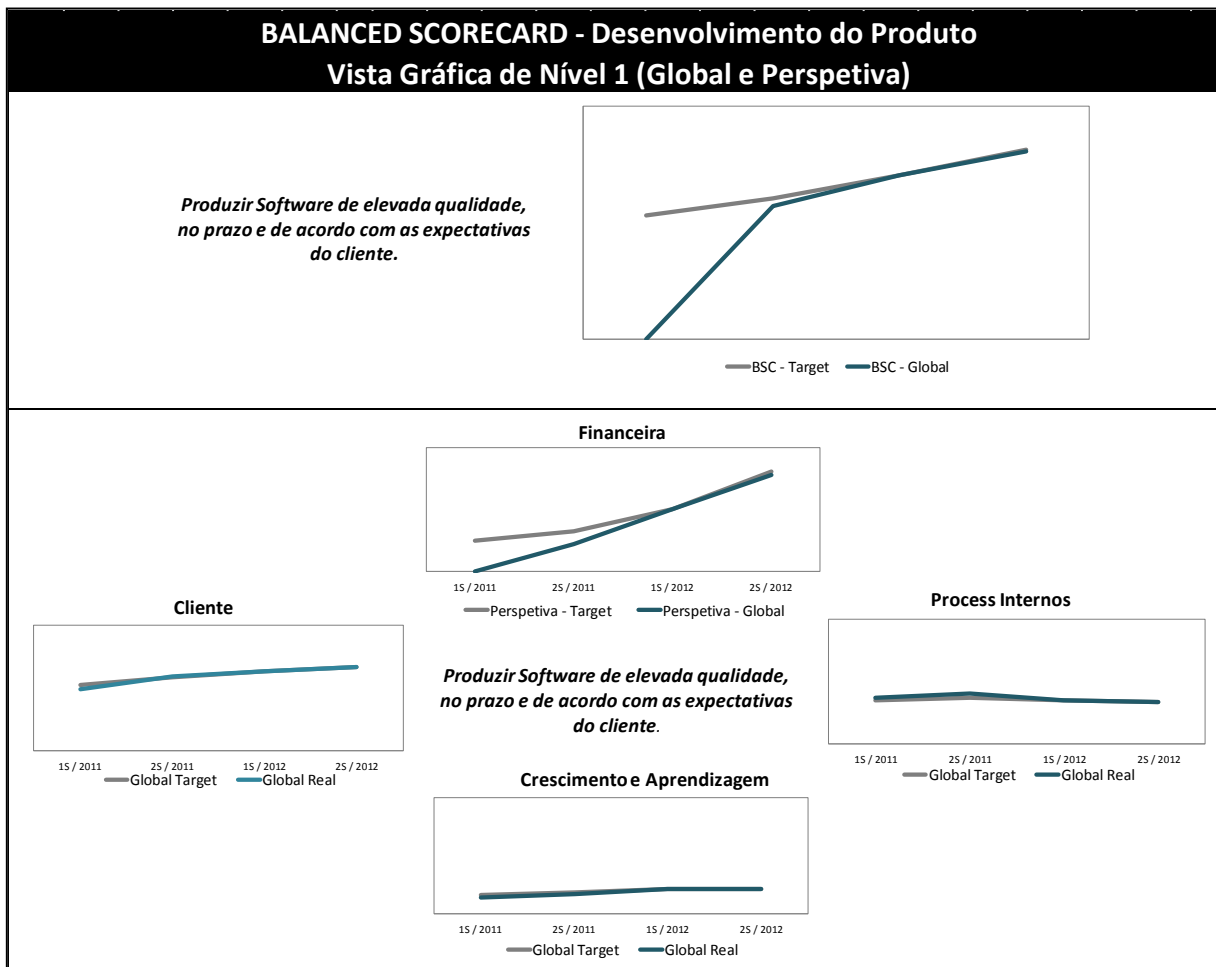 BALANCED SCORECARD - Desenvolvimento do Produto
Vista Gráfica de Nível 1 (Global e Perspetiva)
Produzir Software de elevada qualidade,
no prazo e de acordo com as expectativas
do cliente.
BSC - Target BSC - Global
Financeira
1S / 2011 2S / 2011 1S / 2012 2S / 2012
Perspetiva - Target Perspetiva - Global
Cliente
1S / 2011 2S / 2011 1S / 2012 2S / 2012
Global Target Global Real
Produzir Software de elevada qualidade,
no prazo e de acordo com as expectativas
do cliente.
Process Internos
1S / 2011 2S / 2011 1S / 2012 2S / 2012
Global Target Global Real
Crescimento e Aprendizagem
1S / 2011 2S / 2011 1S / 2012 2S / 2012
Global Target Global Real